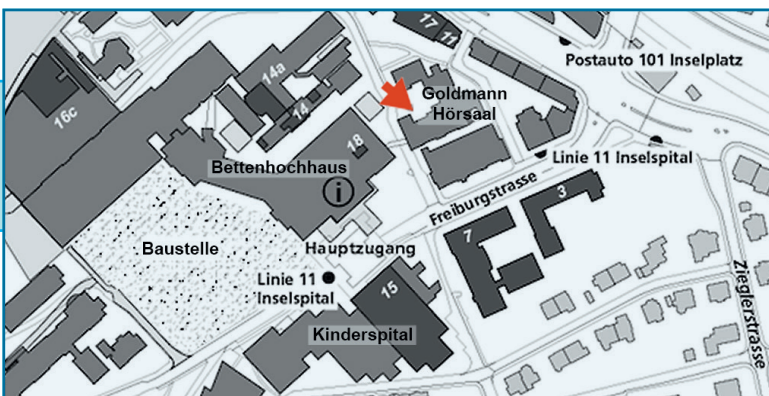 17
11
Postauto 101 Inselplatz
14a
Goldmann
Hörsaal
16c
14
18
Linie 11 Inselspital
Bettenhochhaus
i
Freiburgstrasse
3
7
Baustelle
Hauptzugang
Linie 11
Inselspital
15
Zieglerstrasse
Kinderspital